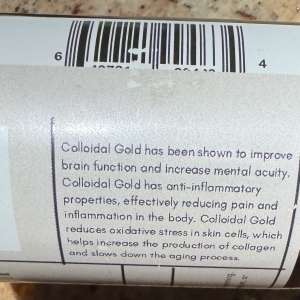 6 4
Colloidal Gold has been shown to improve
brain function and increase mental acuity.
Colloidal Gold has anti-inflammatory
properties, effectively reducing pain and
inflammation in the body. Colloidal Gold
reduces oxidative stress in skin cells, which
helps increase the production of collagen
and slows down the aging process.